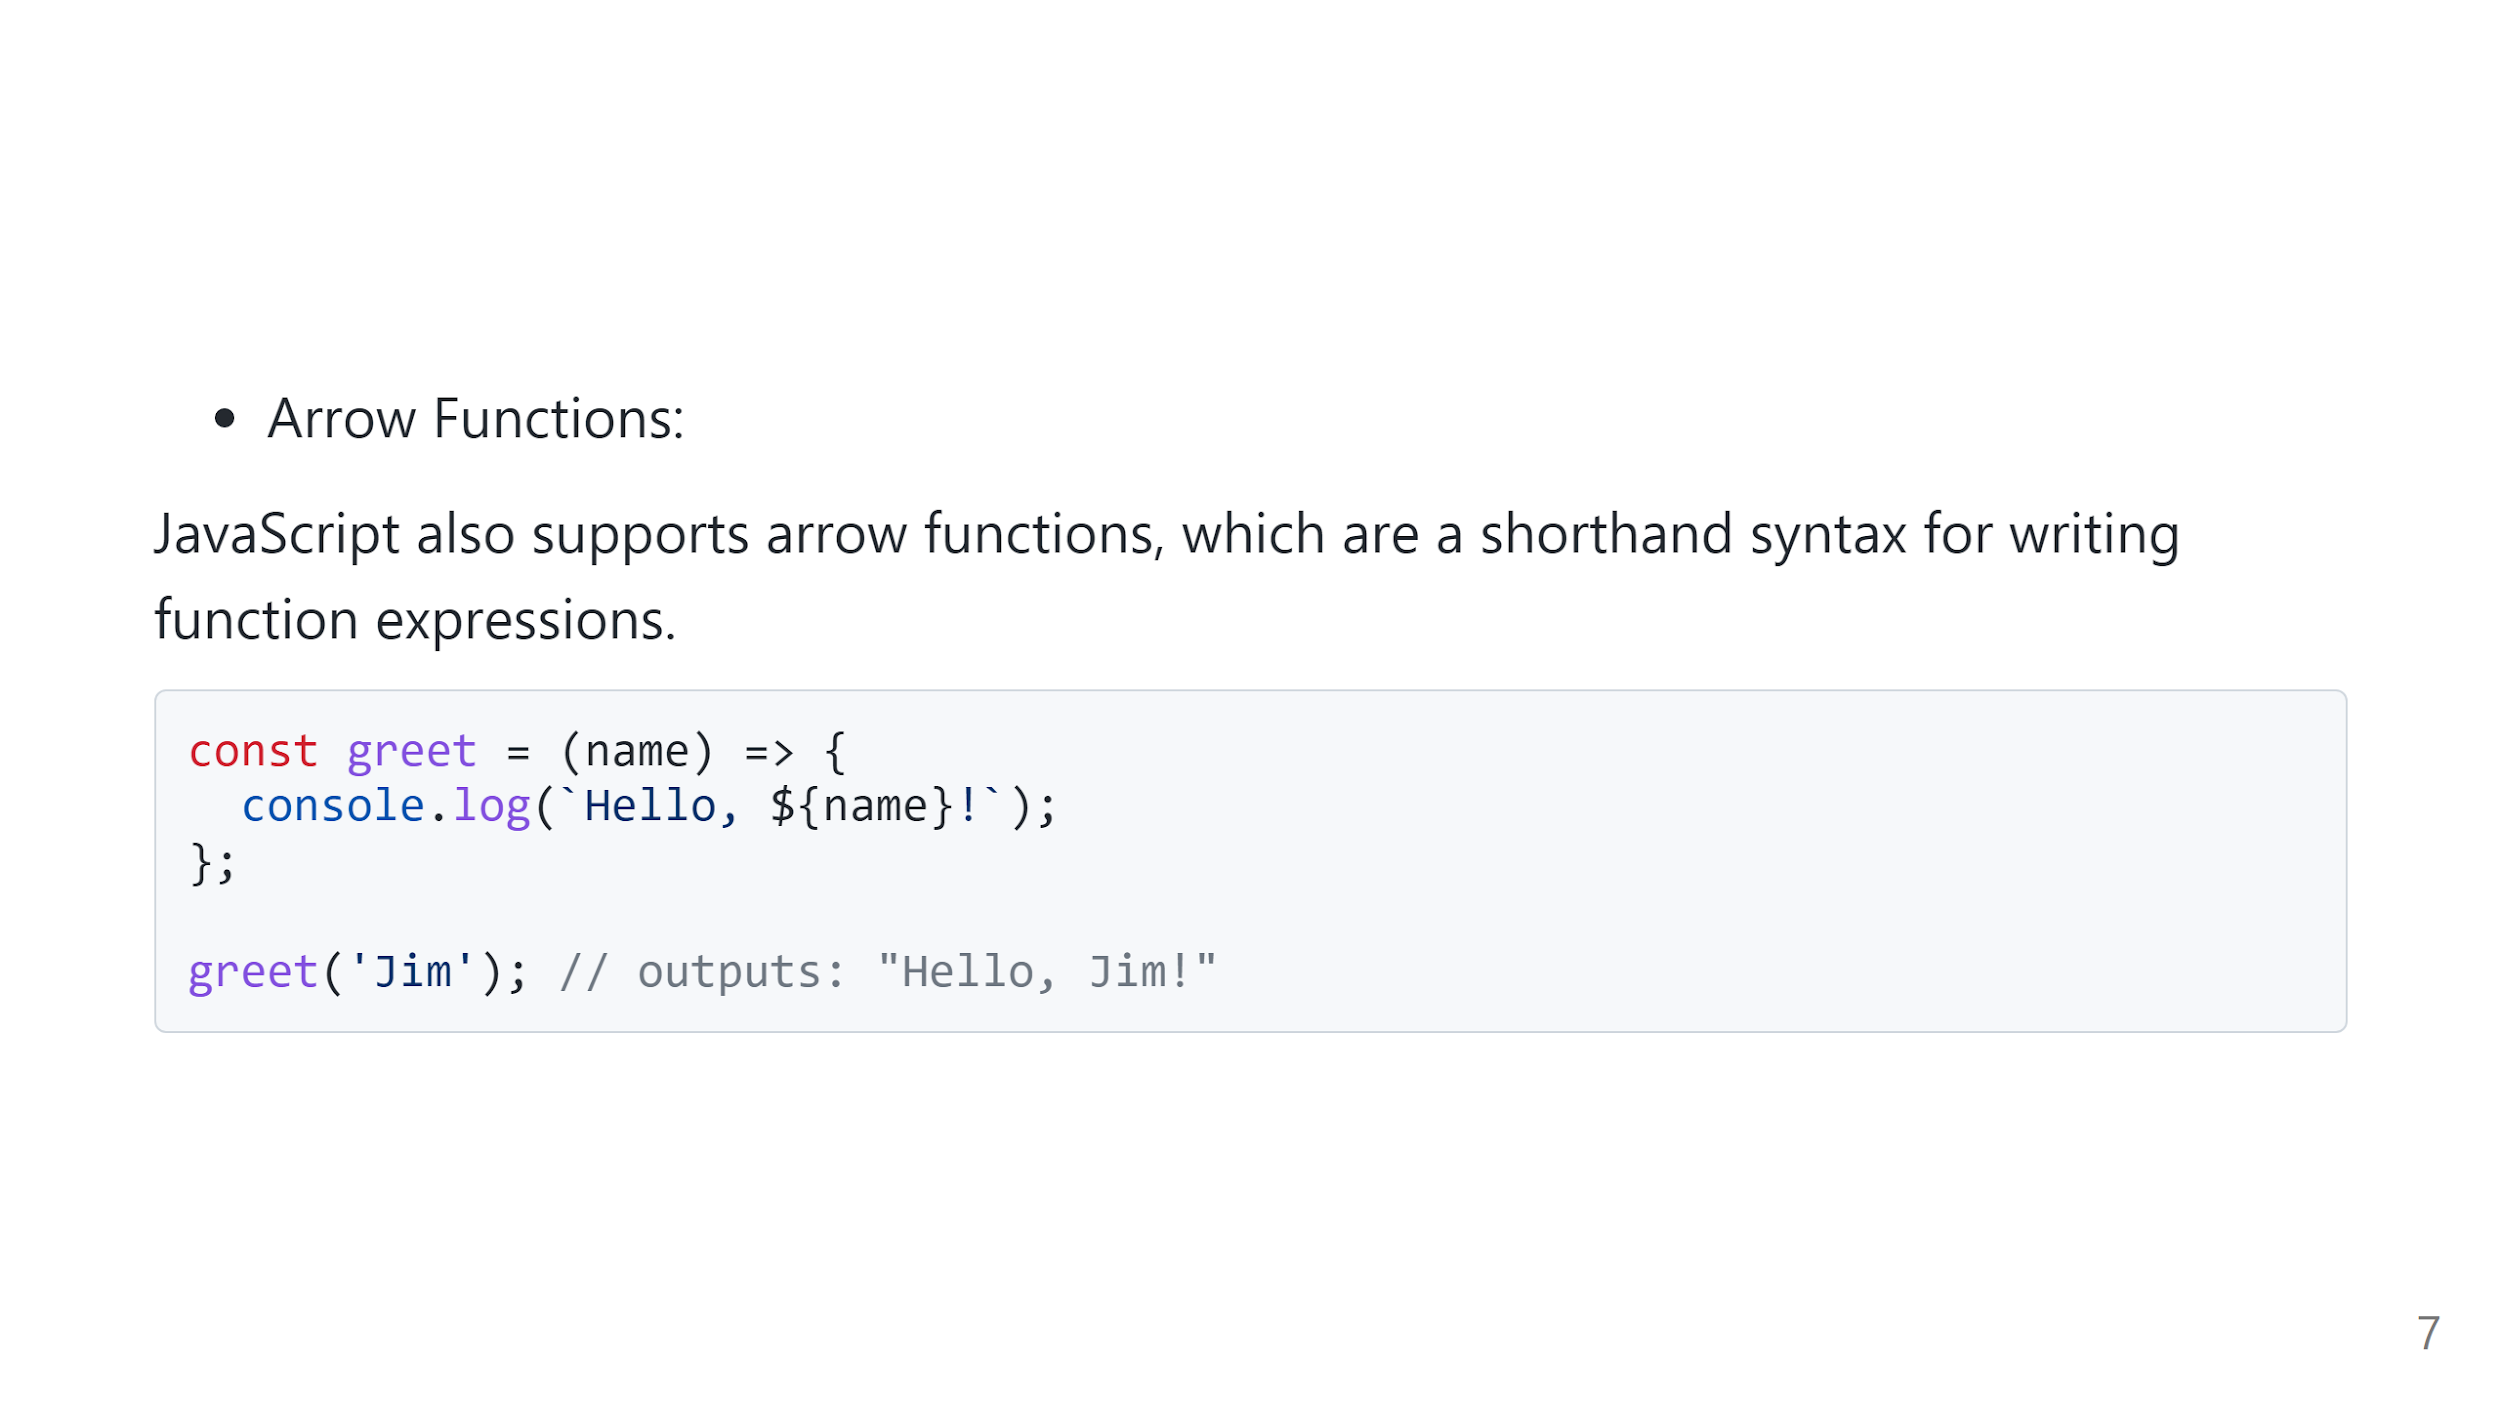 • Arrow Functions:
JavaScript also supports arrow functions, which are a shorthand syntax for writing
function expressions.
const greet = (name) => {
  console.log(`Hello, ${name}!`);
};
greet('Jim'); // outputs: "Hello, Jim!"
7